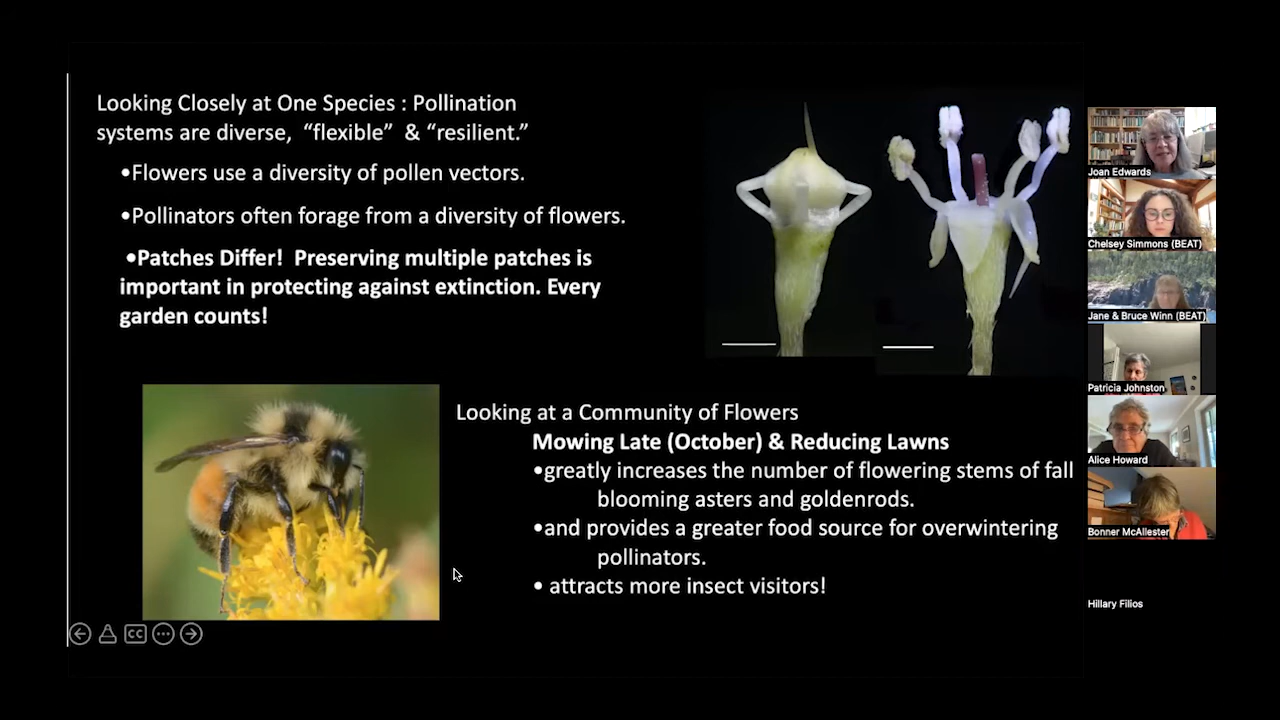 Looking Closely at One Species : Pollination
systems are diverse, “flexible” & “resilient.”
•Flowers use a diversity of pollen vectors.
•Pollinators often forage from a diversity of flowers.
•Patches Differ! Preserving multiple patches is
important in protecting against extinction. Every
garden counts!
Looking at a Community of Flowers
Mowing Late (October) & Reducing Lawns
•greatly increases the number of flowering stems of fall
blooming asters and goldenrods.
•and provides a greater food source for overwintering
pollinators.
• attracts more insect visitors!
CC
Joan Edwards
Chelsey Simmons (BEAT)
Jane & Bruce Winn (BEAT)
Patricia Johnston
Alice Howard
Bonner McAllester
Hillary Filios